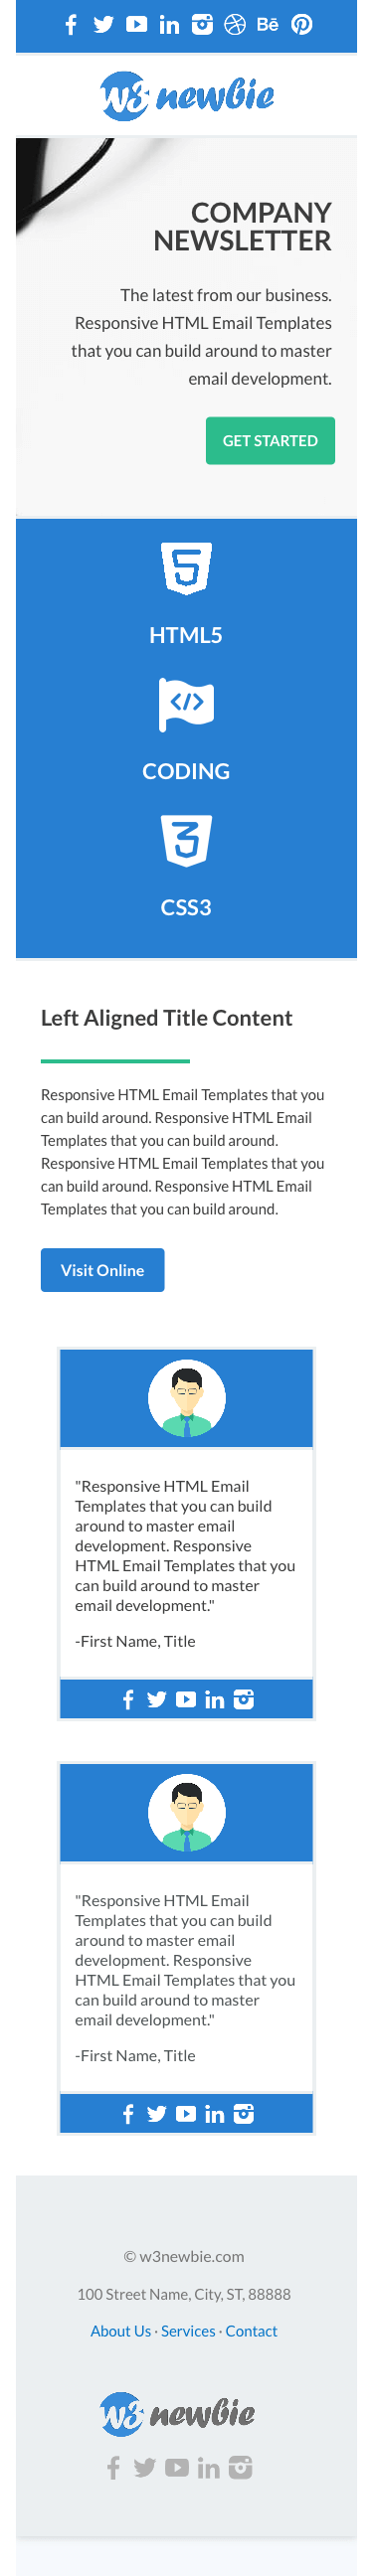 Bē
w3 newbie
COMPANY
NEWSLETTER
The latest from our business.
Responsive HTML Email Templates
that you can build around to master
email development.
GET STARTED
HTML5
CODING
CSS3
Left Aligned Title Content
Responsive HTML Email Templates that you
can build around. Responsive HTML Email
Templates that you can build around.
Responsive HTML Email Templates that you
can build around. Responsive HTML Email
Templates that you can build around.
Visit Online
"Responsive HTML Email
Templates that you can build
around to master email
development. Responsive
HTML Email Templates that you
can build around to master
email development."
-First Name, Title
"Responsive HTML Email
Templates that you can build
around to master email
development. Responsive
HTML Email Templates that you
can build around to master
email development."
-First Name, Title
© w3newbie.com
100 Street Name, City, ST, 88888
About Us · Services · Contact
w3 newbie